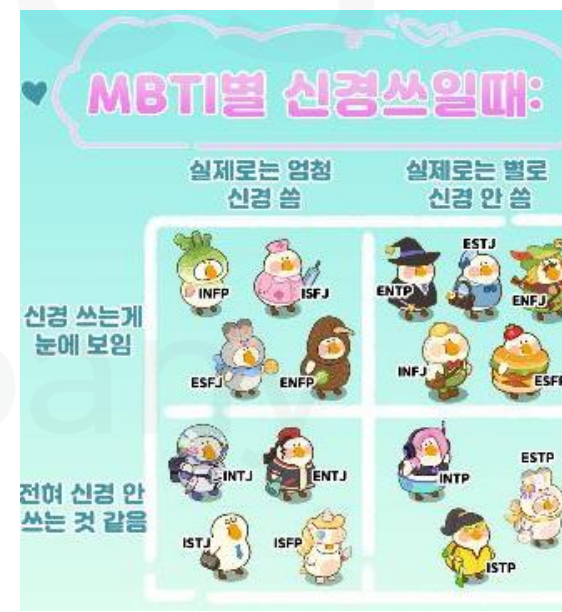 MBTI별 신경쓰일때:
실제로는 엄청
신경 씀
실제로는 별로
신경 안 씀
신경 쓰는게
눈에 보임
INFP
ISFJ
ESFJ
ENFP
ESTJ
ENTP
ENFJ
INFJ
ESF
전혀 신경 안
쓰는 것 같음
INTJ
ENTJ
ISTJ
ISFP
INTP
ESTP
ISTP